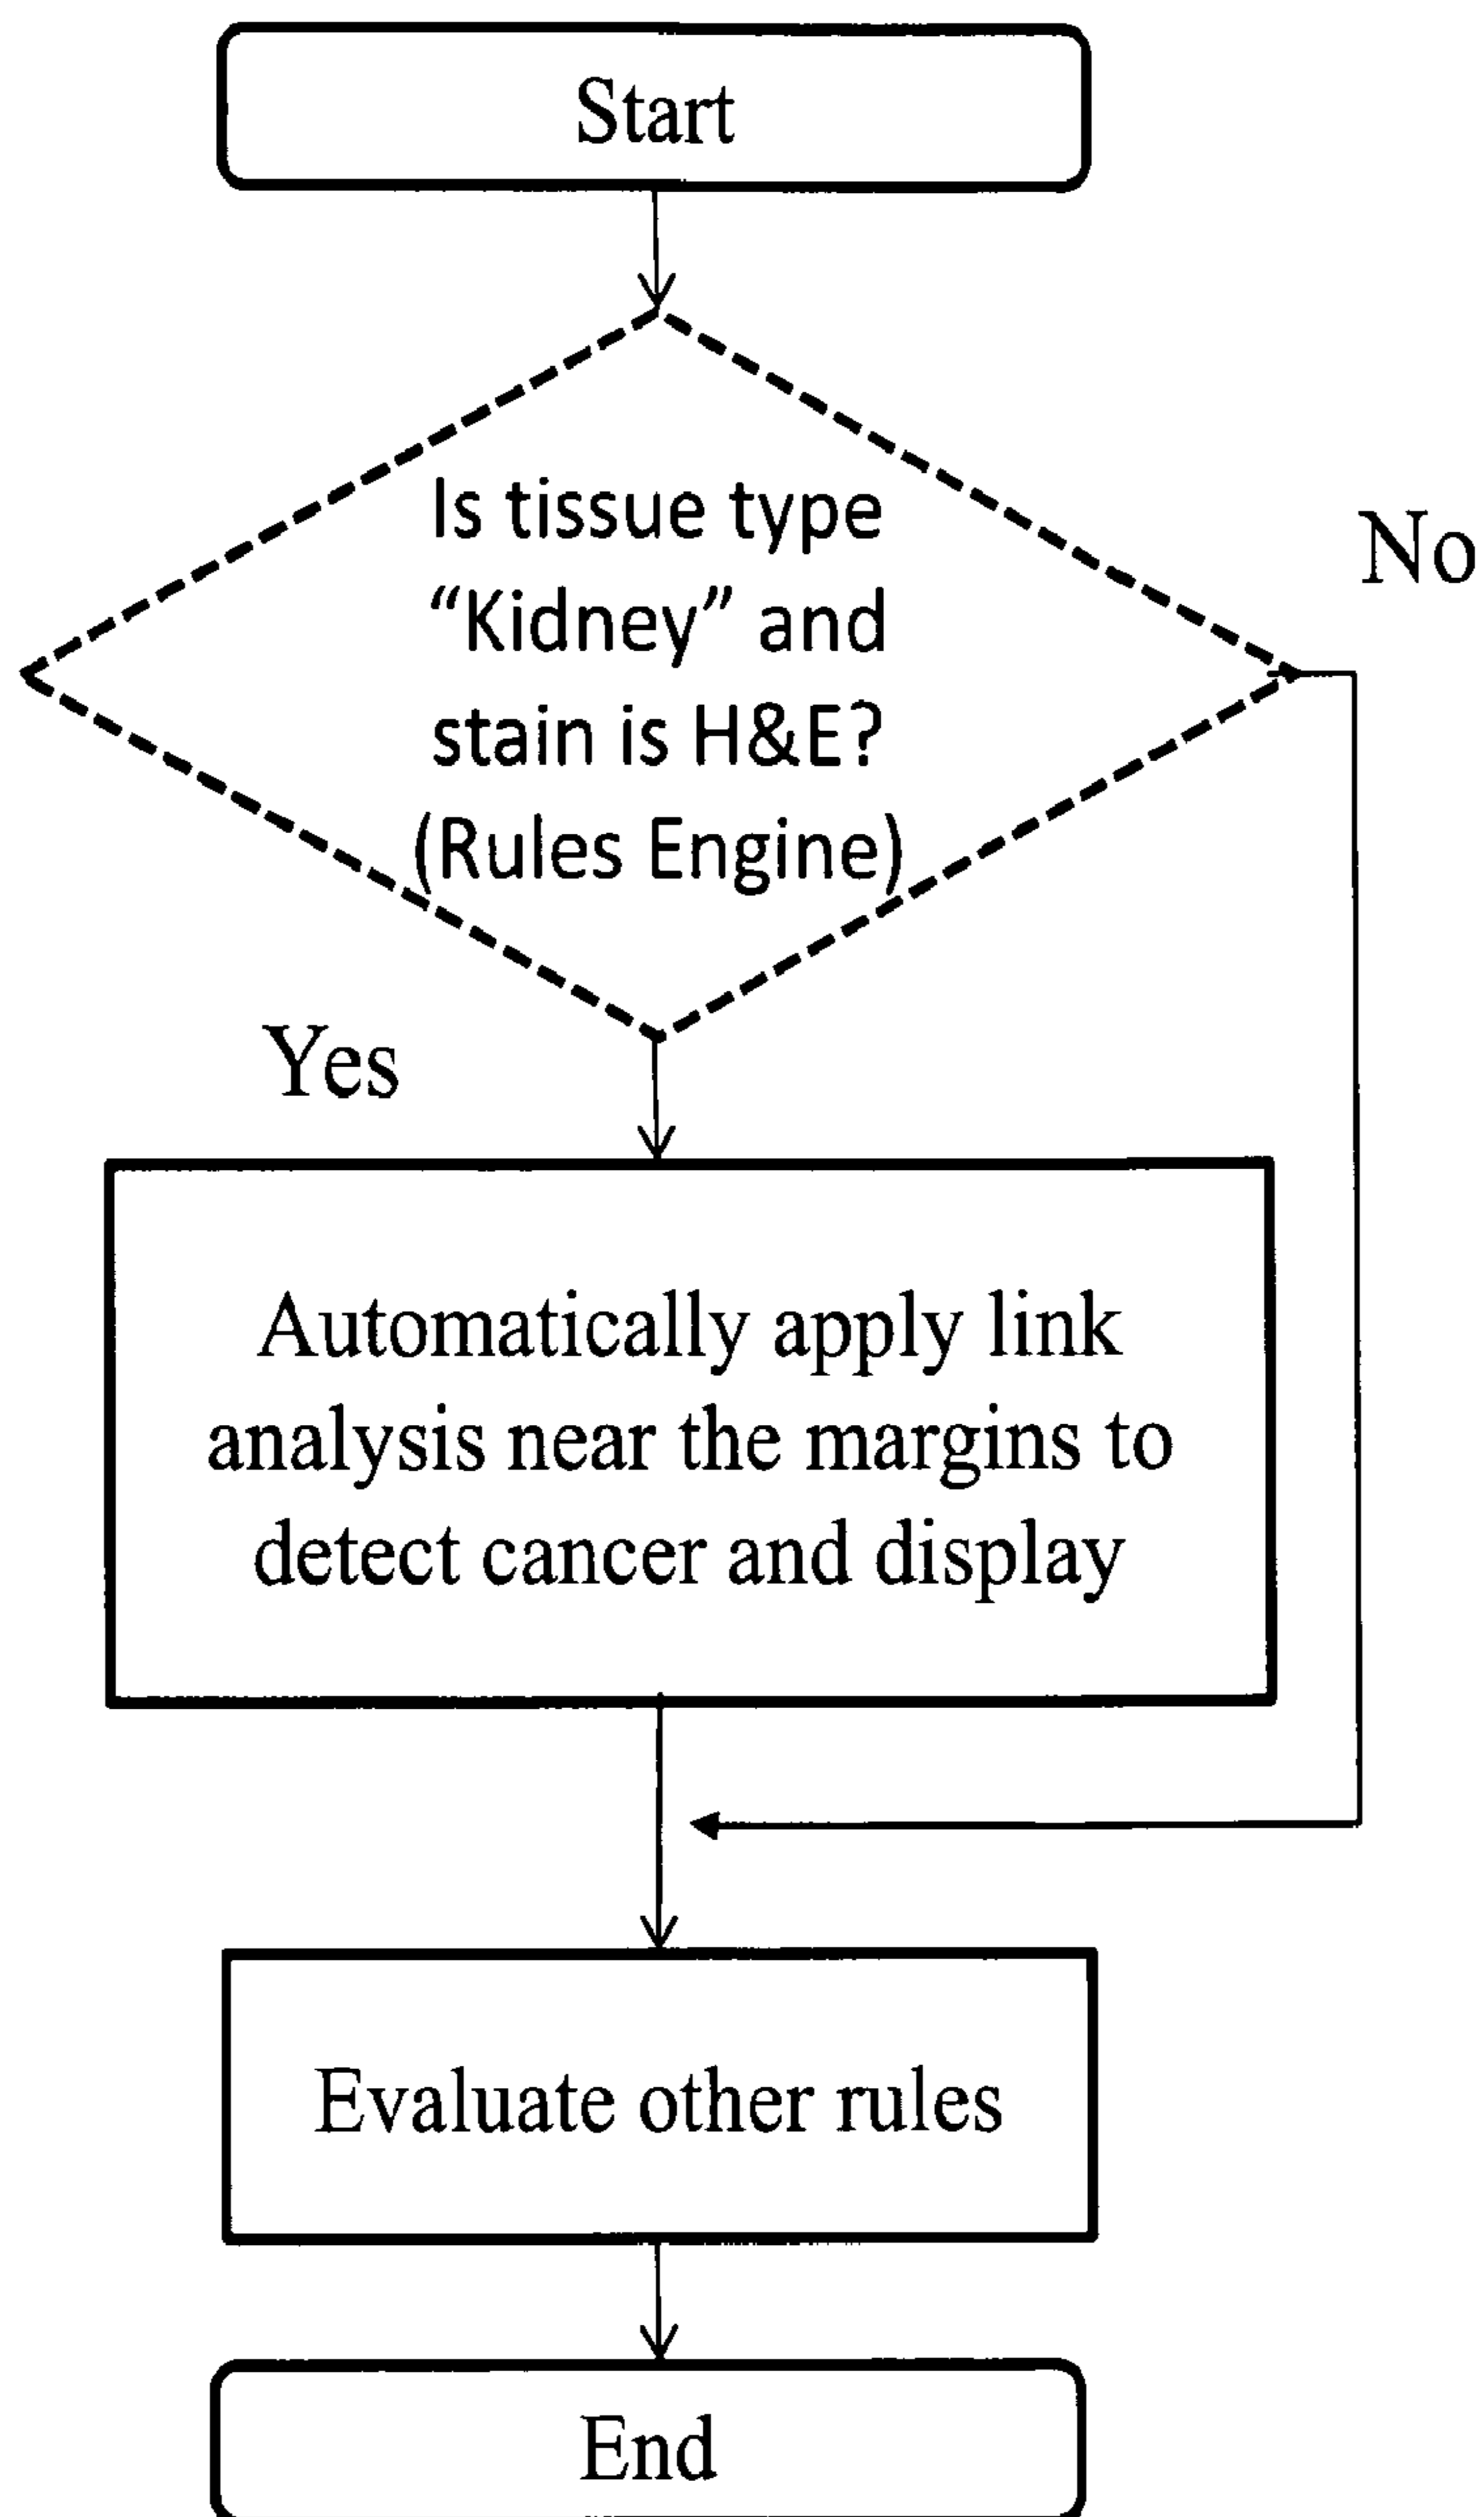 Start
Is tissue type
“Kidney” and
stain is H&E?
(Rules Engine)
No
Yes
Automatically apply link
analysis near the margins to
detect cancer and display
Evaluate other rules
End